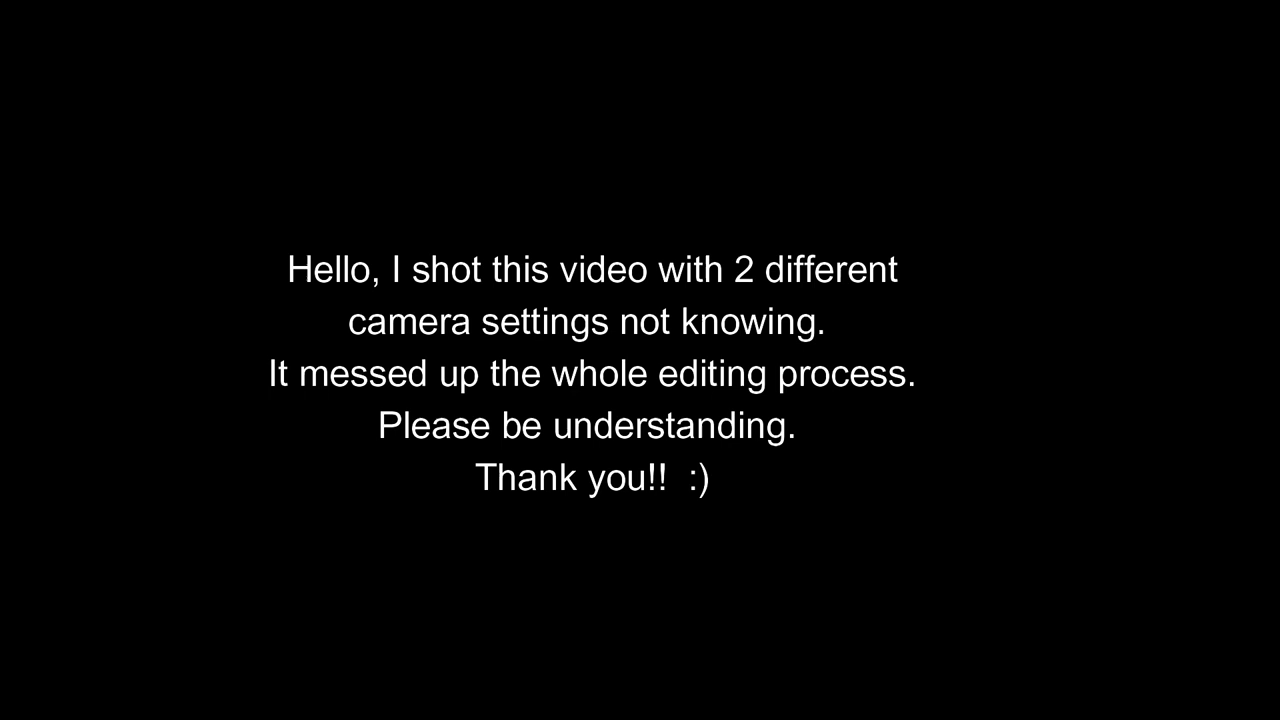 Hello, I shot this video with 2 different
camera settings not knowing.
It messed up the whole editing process.
Please be understanding.
Thank you!!  :)